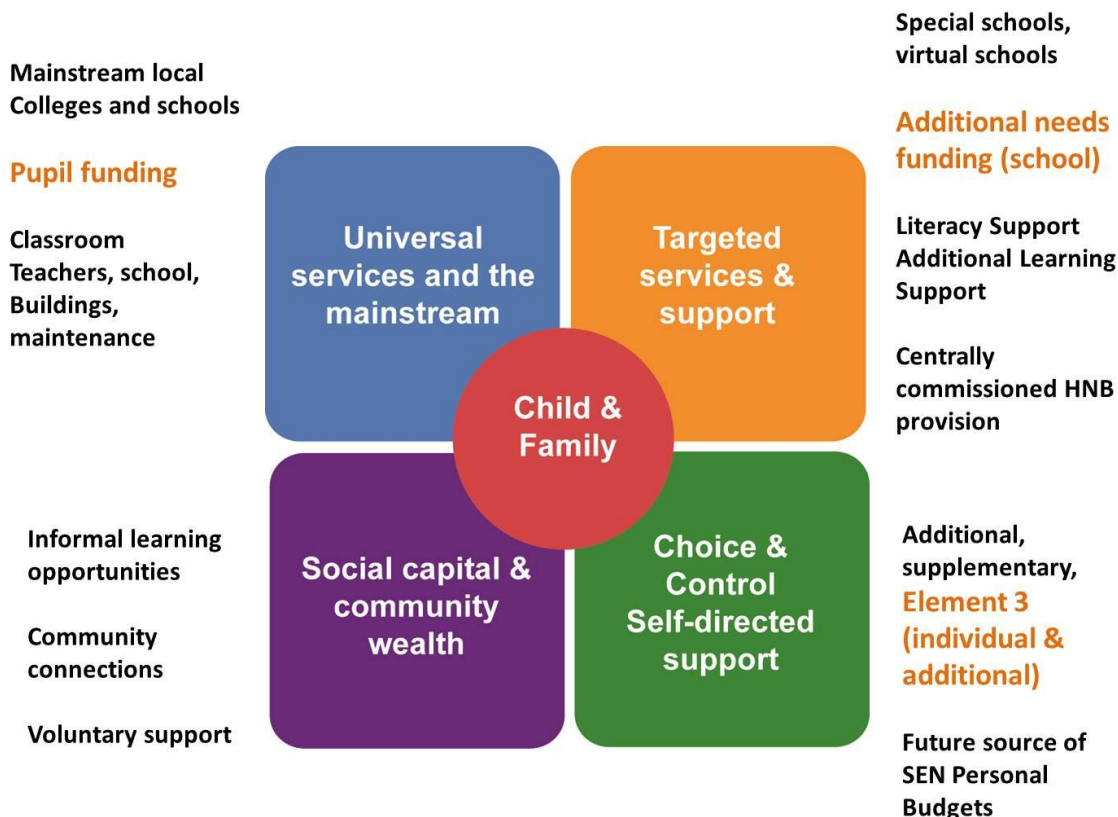 Mainstream local
Colleges and schools
Pupil funding
Classroom
Teachers, school,
Buildings,
maintenance
Universal
services and the
mainstream
Targeted
services &
support
Special schools,
virtual schools
Additional needs
funding (school)
Literacy Support
Additional Learning
Support
Centrally
commissioned HNB
provision
Child &
Family
Informal learning
opportunities
Community
connections
Voluntary support
Social capital &
community
wealth
Choice &
Control
Self-directed
support
Additional,
supplementary,
Element 3
(individual &
additional)
Future source of
SEN Personal
Budgets